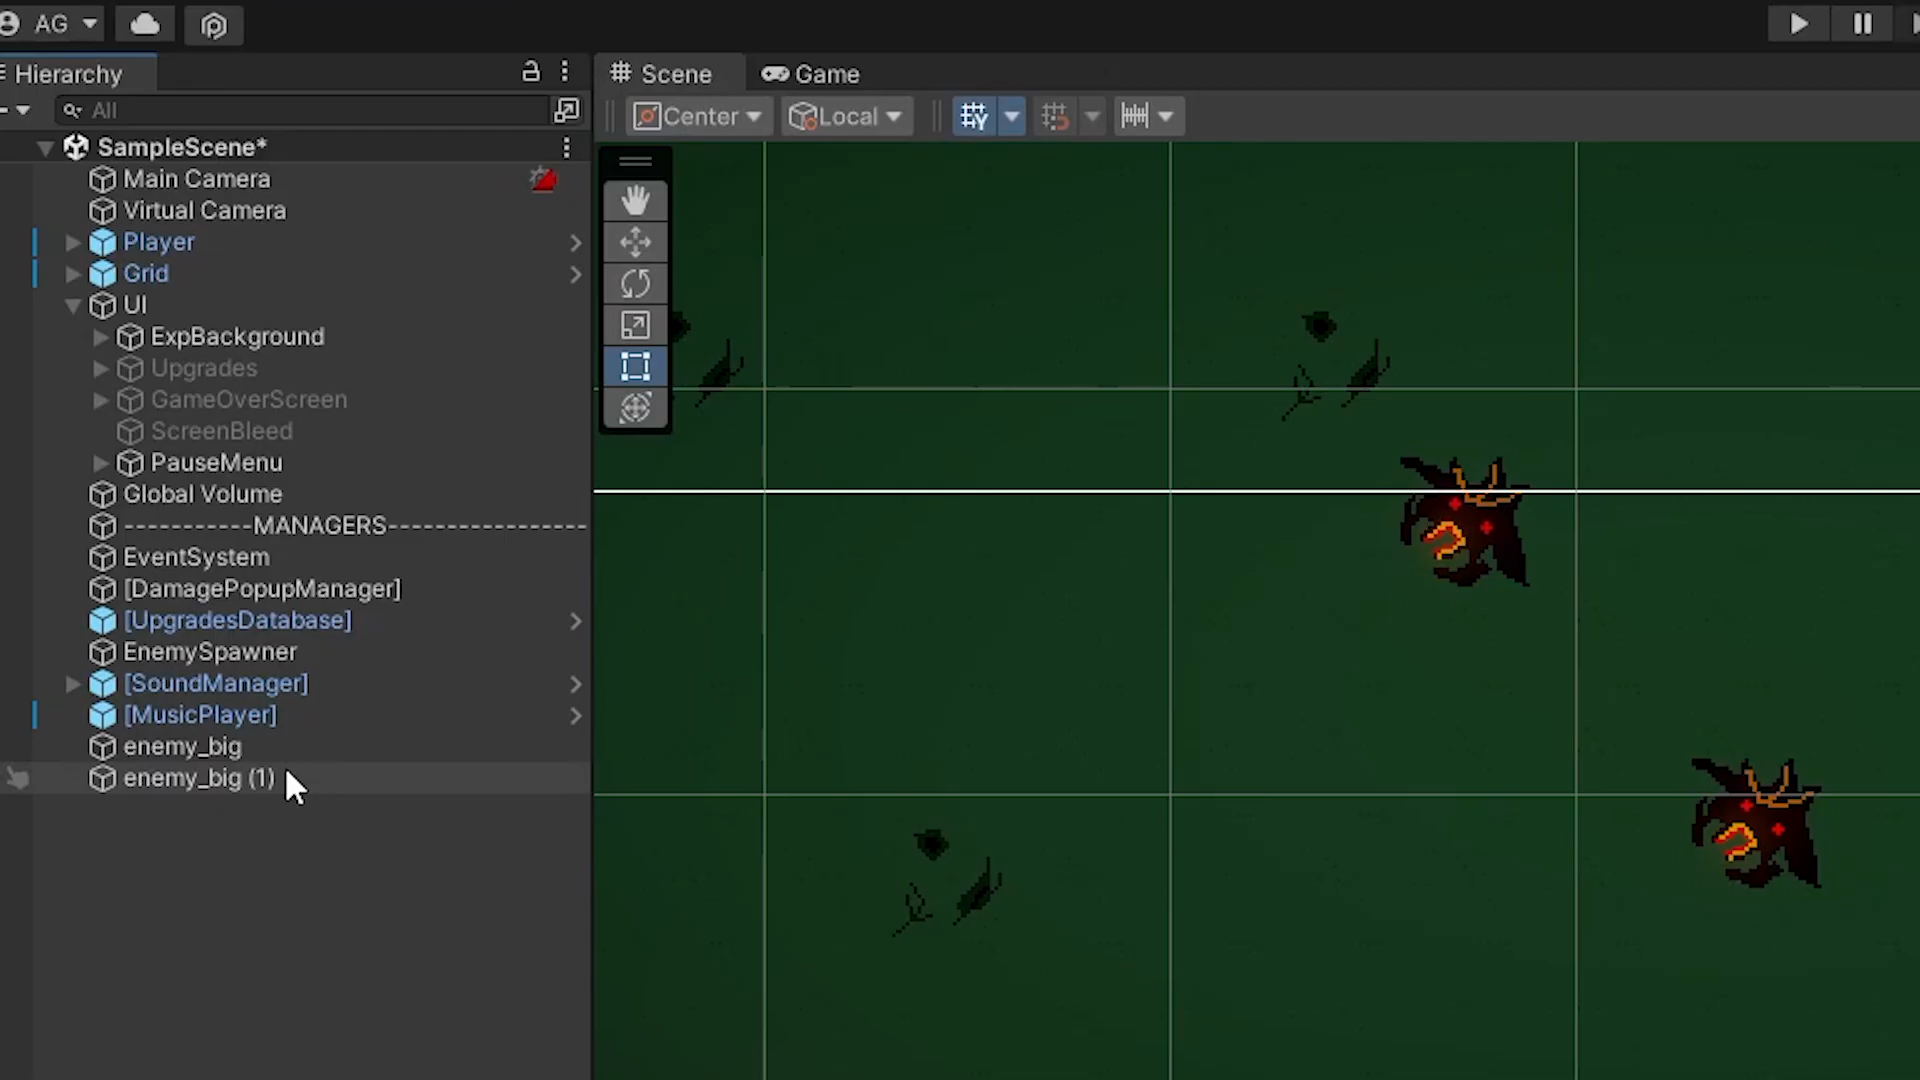 AG
Hierarchy
Scene
Game
All
Center
Local
SampleScene*
Main Camera
Virtual Camera
Player
Grid
UI
ExpBackground
Upgrades
GameOverScreen
ScreenBleed
PauseMenu
Global Volume
-----------MANAGERS-----------------
EventSystem
[DamagePopupManager]
[UpgradesDatabase]
EnemySpawner
[SoundManager]
[MusicPlayer]
enemy_big
enemy_big (1)